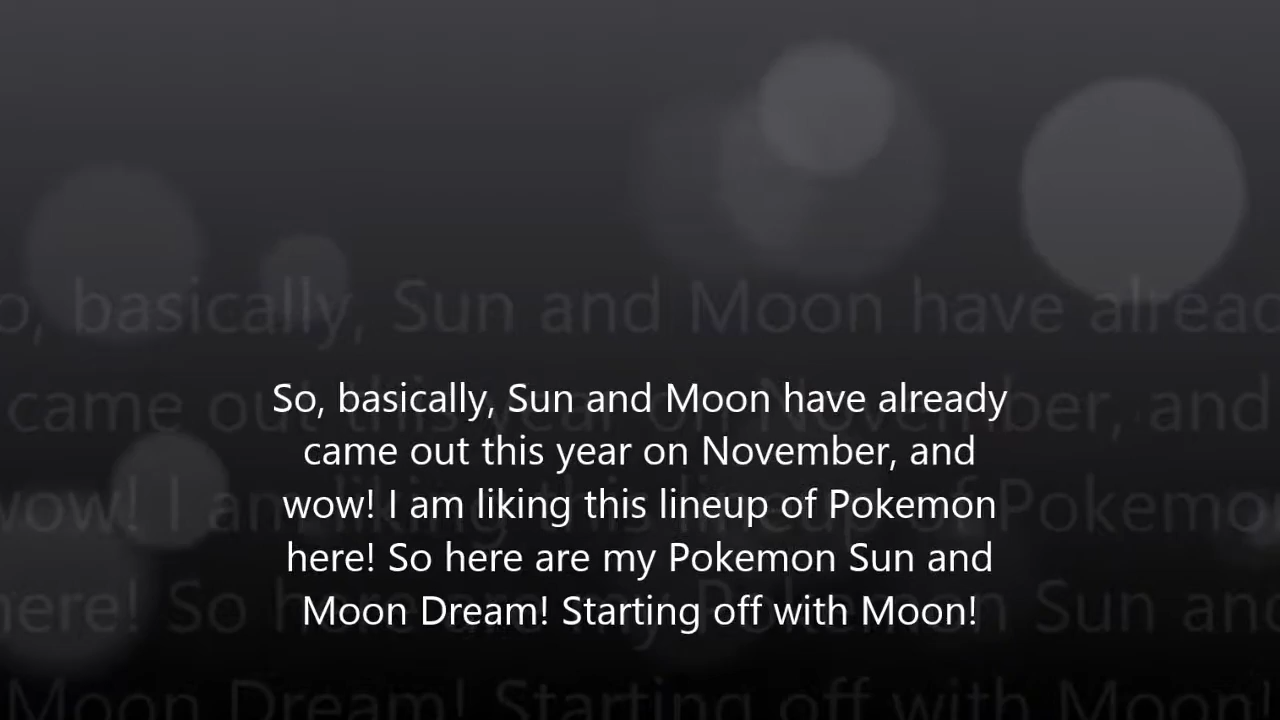 So, basically, Sun and Moon have already
came out this year on November, and
wow! I am liking this lineup of Pokemon
here! So here are my Pokemon Sun and
Moon Dream! Starting off with Moon!